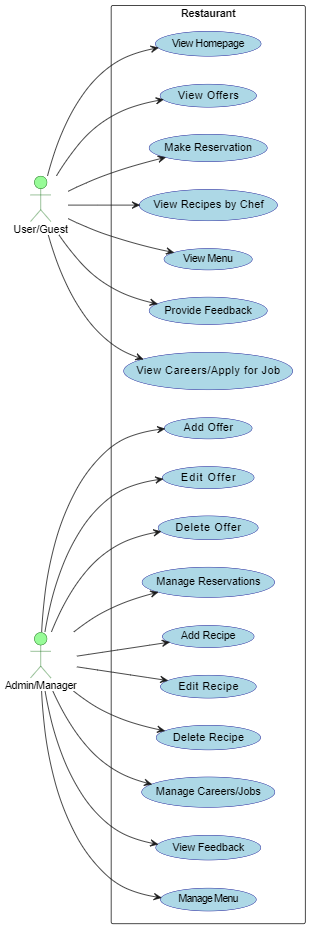 Restaurant
View Homepage
View Offers
Make Reservation
View Recipes by Chef
User/Guest
View Menu
Provide Feedback
View Careers/Apply for Job
Add Offer
Edit Offer
Delete Offer
Manage Reservations
Add Recipe
Admin/Manager
Edit Recipe
Delete Recipe
Manage Careers/Jobs
View Feedback
Manage Menu